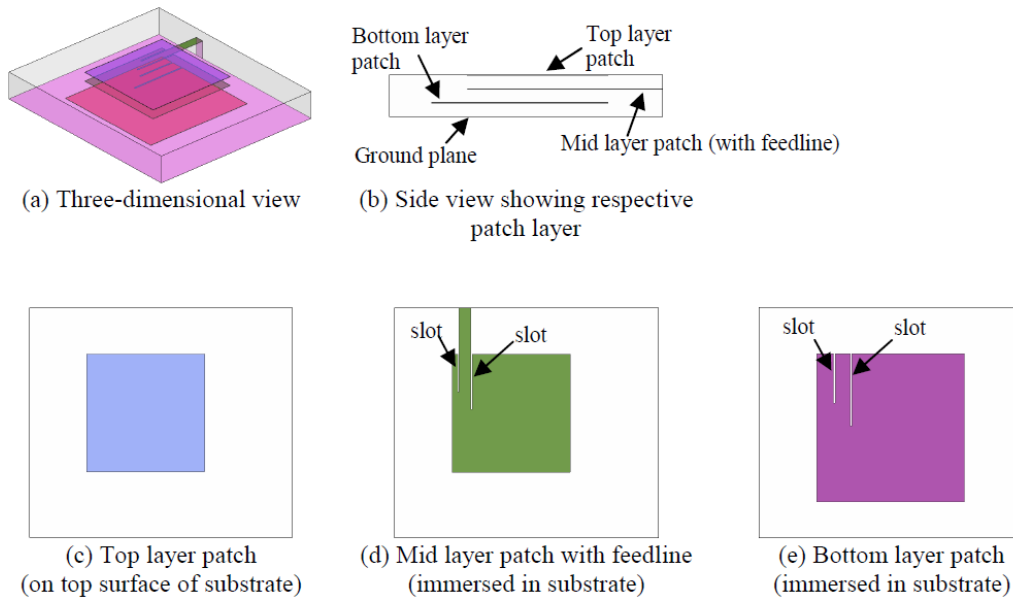 Bottom layer
patch
Top layer
patch
Ground plane
Mid layer patch (with feedline)
(a) Three-dimensional view
(b) Side view showing respective
patch layer
slot
slot
slot
slot
(c) Top layer patch
(on top surface of substrate)
(d) Mid layer patch with feedline
(immersed in substrate)
(e) Bottom layer patch
(immersed in substrate)